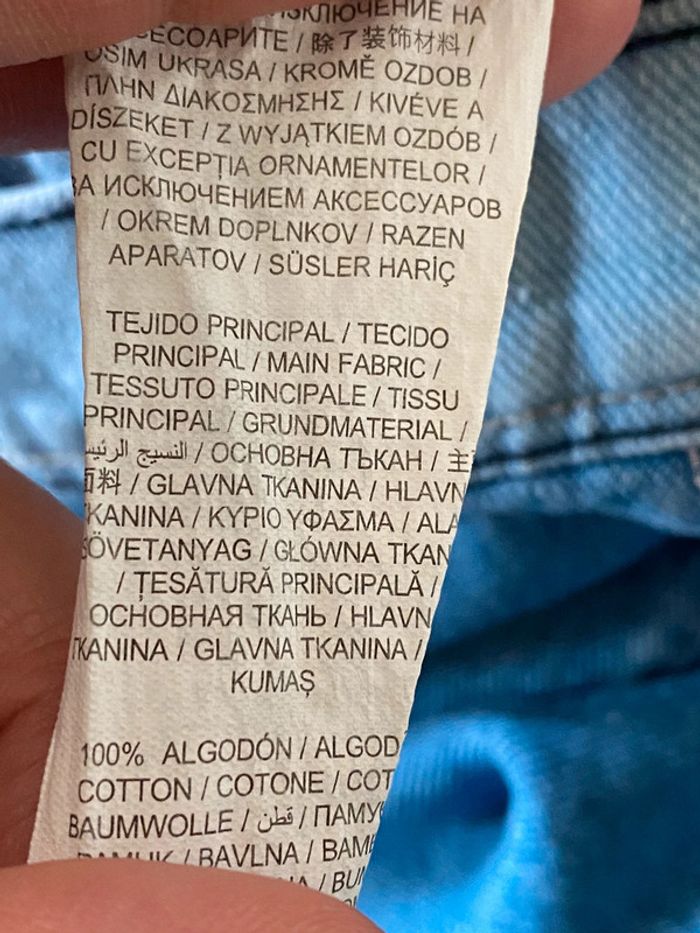 ИЗКЛЮЧЕНИЕ НА
АКСЕСОАРИТЕ / 除了装饰材料 /
OSIM UKRASA / KROMĚ OZDOB /
ΠΛΗΝ ΔΙΑΚΟΣΜΗΣΗΣ / KIVÉVE A
DÍSZEKET / Z WYJĄTKIEM OZDÓB /
CU EXCEPȚIA ORNAMENTELOR /
ЗА ИСКЛЮЧЕНИЕМ АКСЕССУАРОВ
/ OKREM DOPLNKOV / RAZEN
APARATOV / SÜSLER HARİÇ
TEJIDO PRINCIPAL / TECIDO
PRINCIPAL / MAIN FABRIC /
TESSUTO PRINCIPALE / TISSU
PRINCIPAL / GRUNDMATERIAL /
النسيج / ОСНОВНА ТЪКАН / 主
面料 / GLAVNA TKANINA / HLAVN
TKANINA / ΚΥΡΙΟ ΥΦΑΣΜΑ / ALA
SÖVETANYAG / GŁÓWNA TKAN
/ ȚESĂTURĂ PRINCIPALĂ /
ОСНОВНАЯ ТКАНЬ / HLAVN
TKANINA / GLAVNA TKANINA /
KUMAŞ
100% ALGODÓN / ALGOD
COTTON / COTONE / COT
BAUMWOLLE / قطن / ПАМУ
PAMUK / BAVLNA / BAM
/ BU